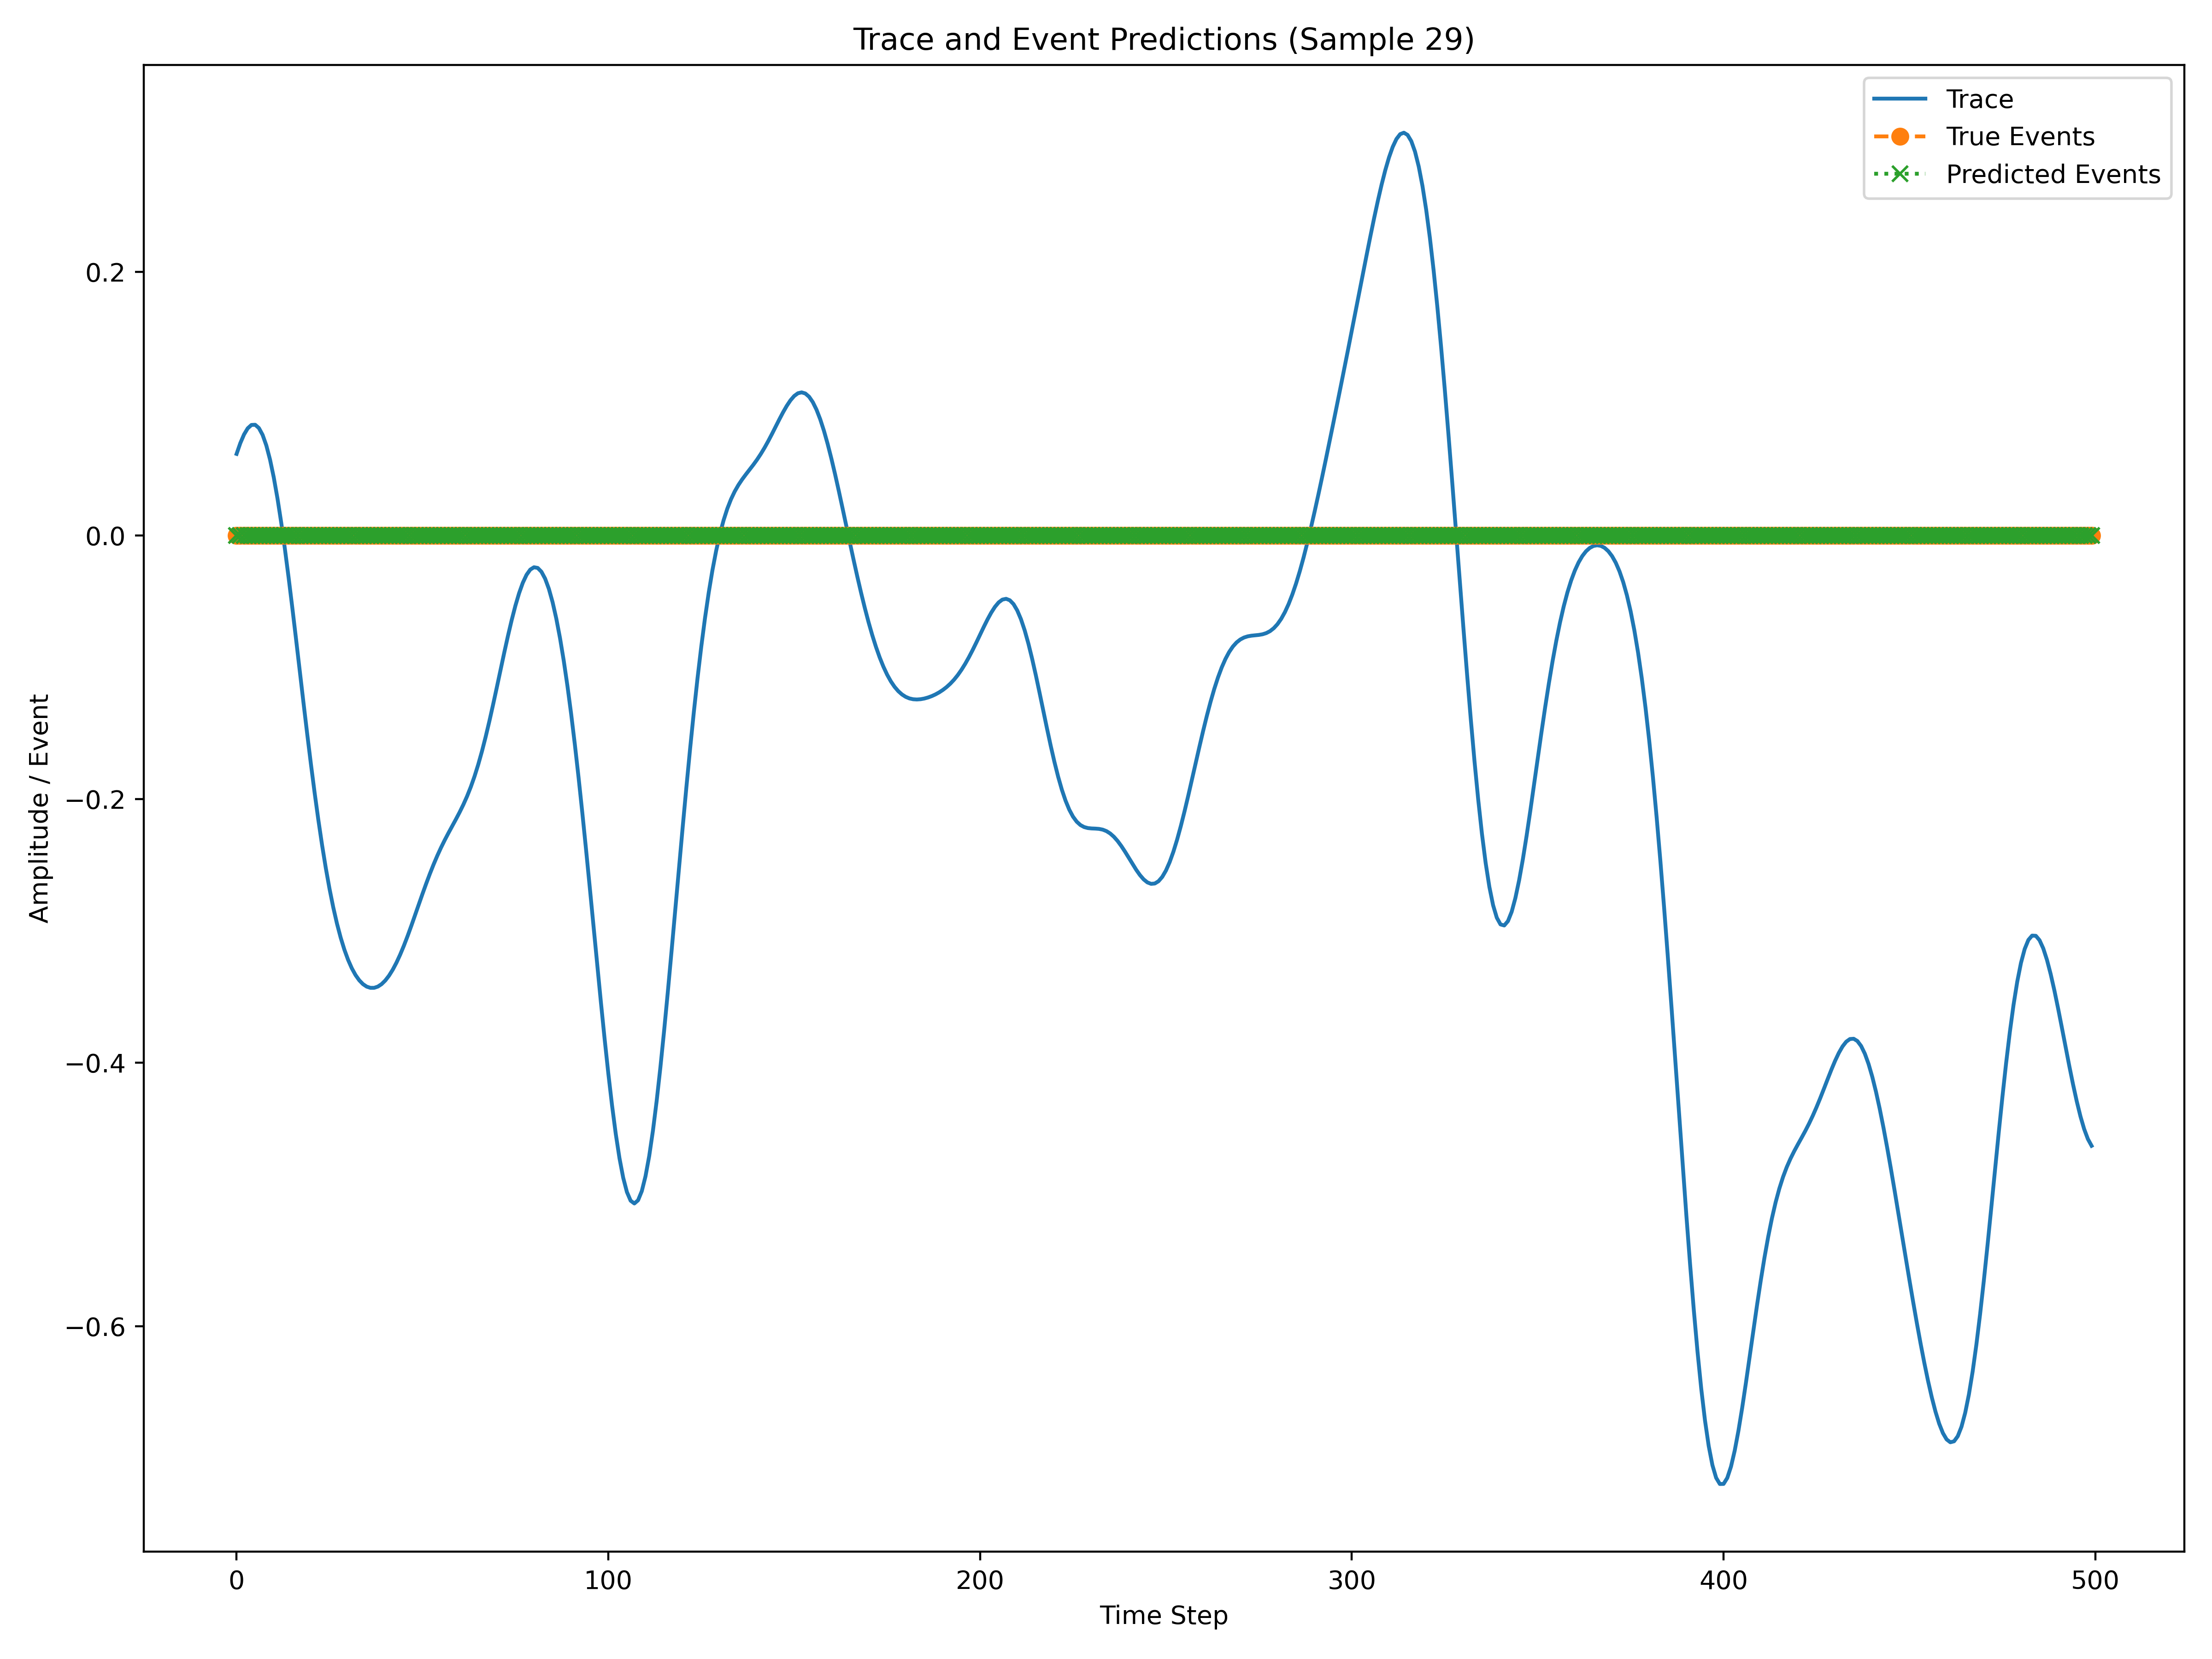 Trace and Event Predictions (Sample 29)
Trace
True Events
Predicted Events
0.2
0.0
−0.2
−0.4
−0.6
Amplitude / Event
0 100 200 300 400 500
Time Step